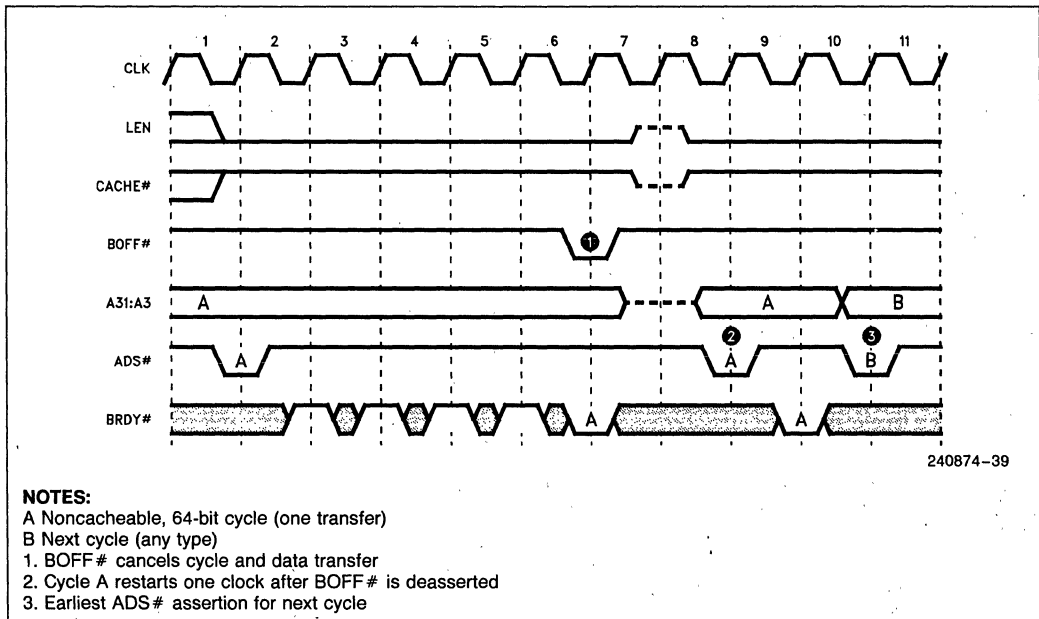 1 2 3 4 5 6 7 8 9 10 11
CLK
LEN
CACHE#
BOFF# 1
A31:A3 A A B
2 3
ADS# A A B
BRDY# A A
240874-39
NOTES:
A Noncacheable, 64-bit cycle (one transfer)
B Next cycle (any type)
1. BOFF# cancels cycle and data transfer
2. Cycle A restarts one clock after BOFF# is deasserted
3. Earliest ADS# assertion for next cycle